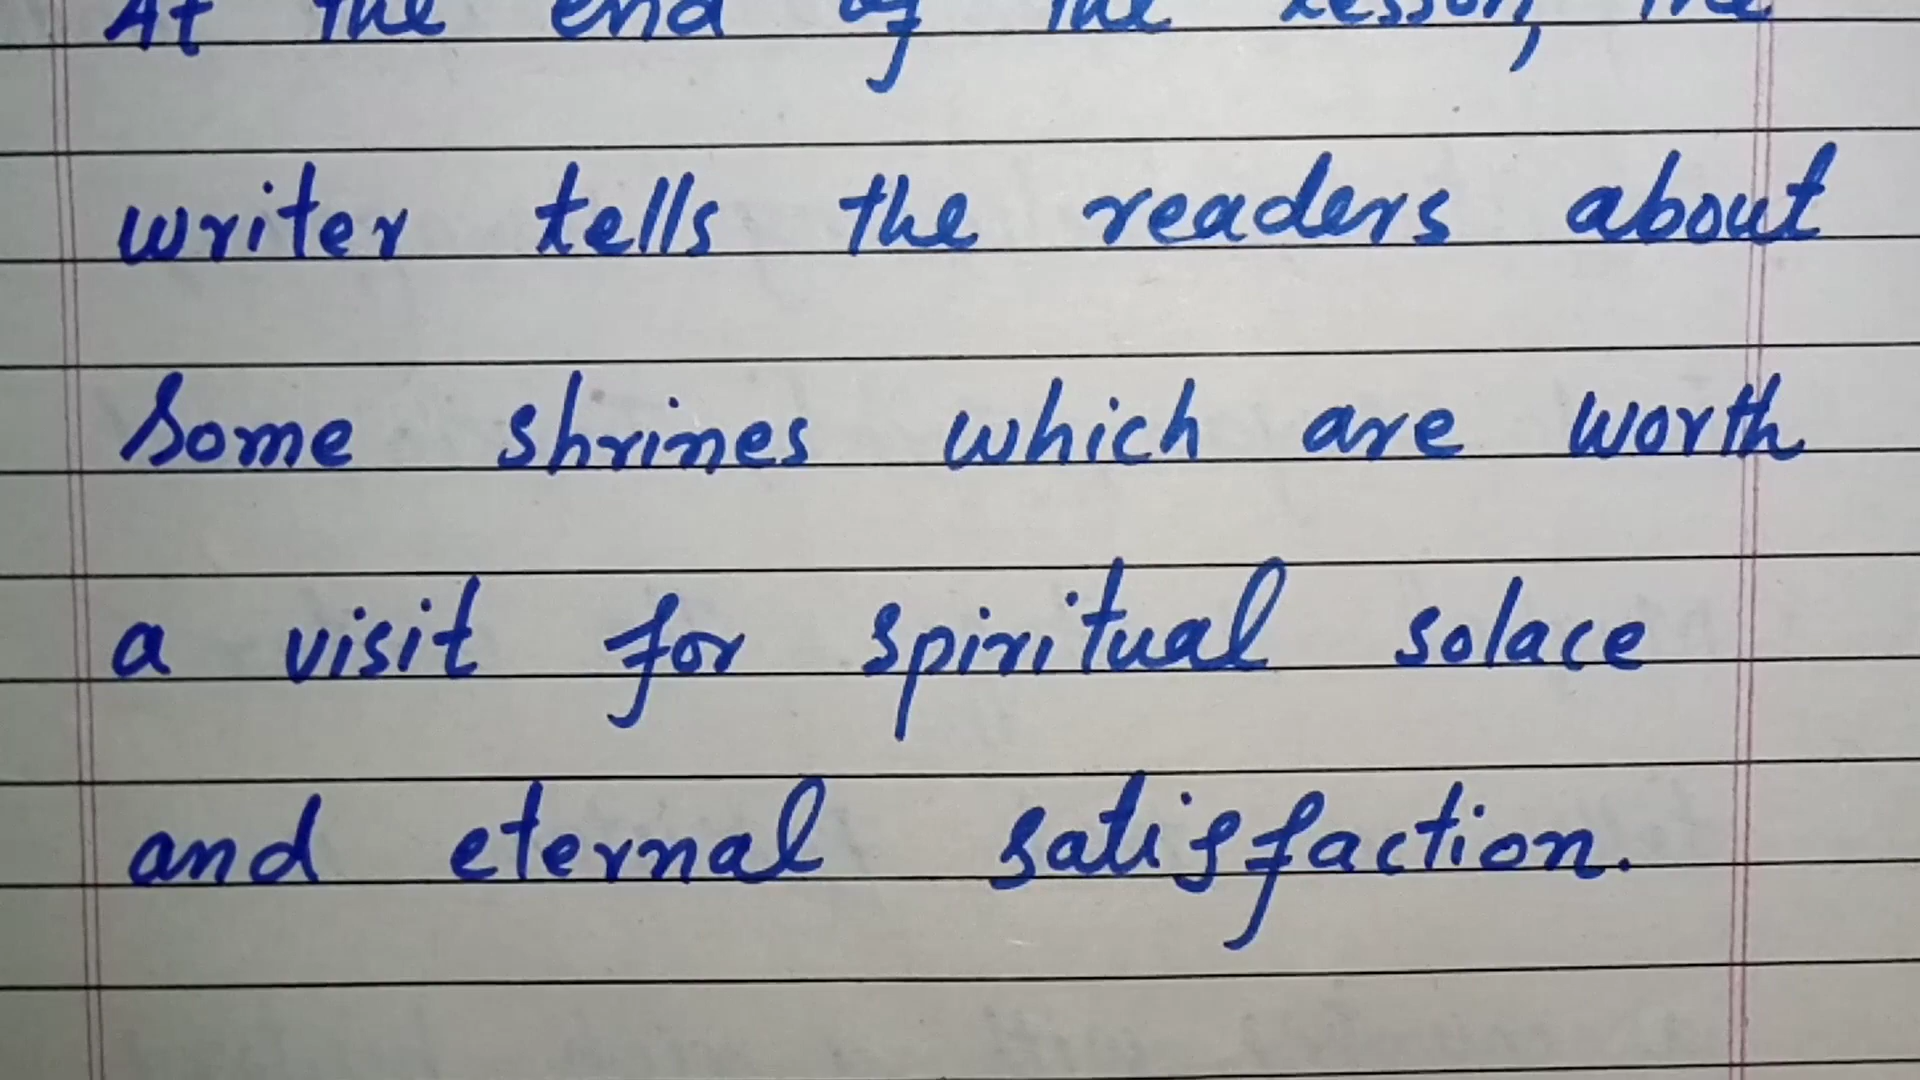 At the end of the lesson, the
writer tells the readers about
Some shrines which are worth
a visit for spiritual solace
and eternal satisfaction.